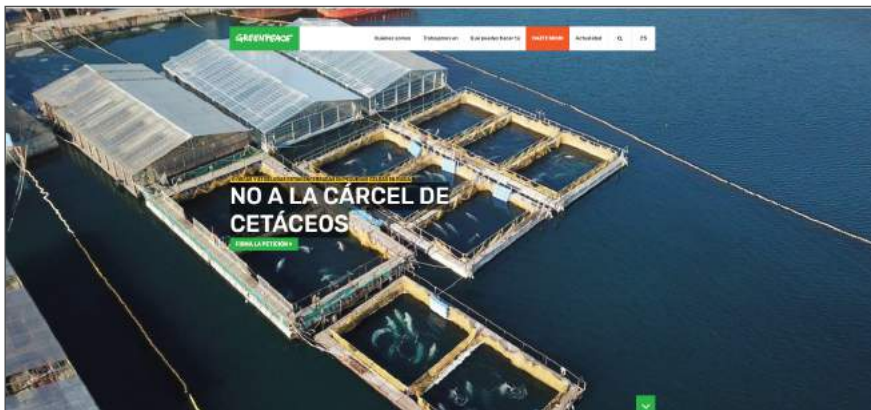 GREENPEACE
Quiénes somos
Trabajamos en
Qué puedes hacer tú
HAZTE SOCIO
Actualidad
ES
NO A LA CÁRCEL DE
CETÁCEOS
FIRMA LA PETICIÓN